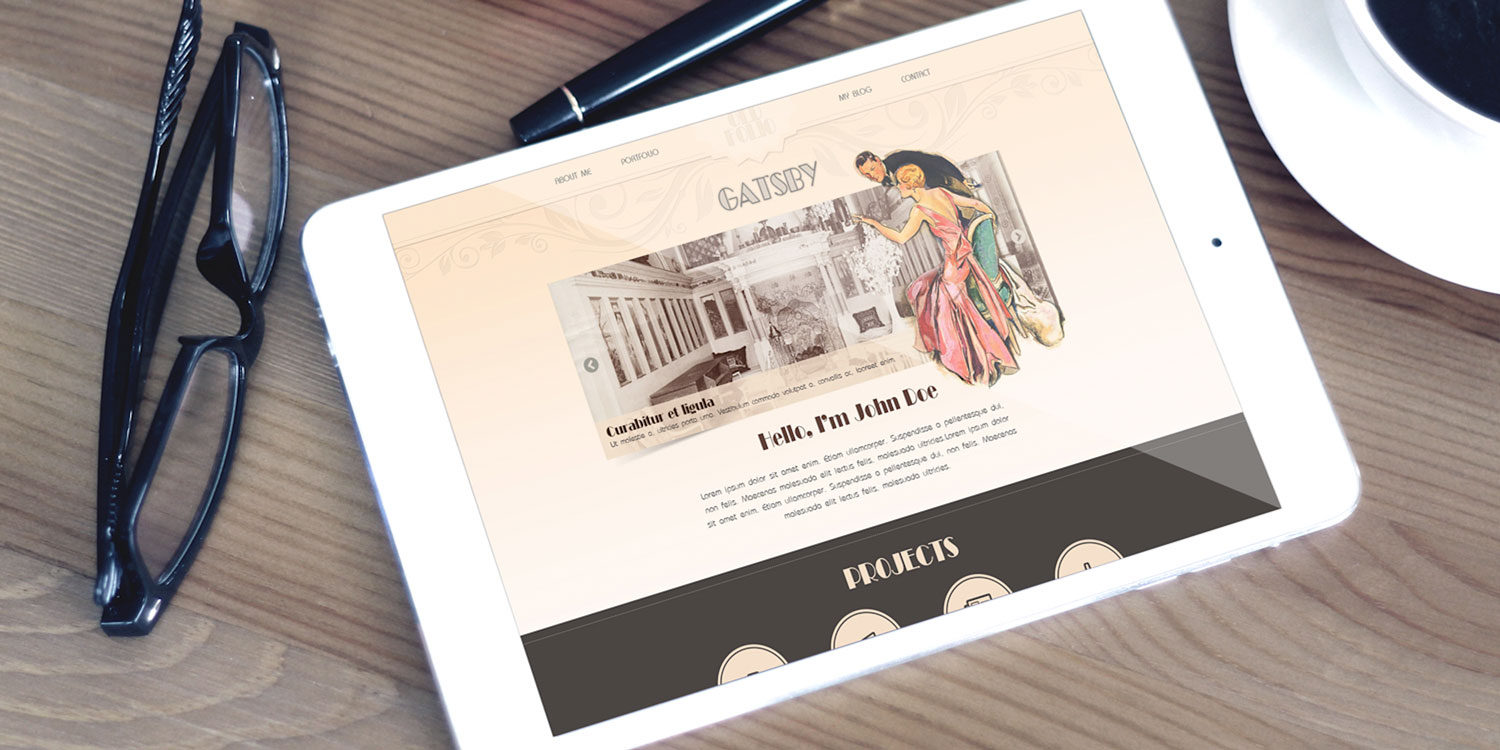 ABOUT ME
PORTFOLIO
FOLIO
MY BLOG
CONTACT
GATSBY
Curabitur et ligula
Ut molestie a, ultricies porta urna. Vestibulum commodo volutpat a, convallis ac, laoreet enim.
Hello, I'm John Doe
Lorem ipsum dolor sit amet enim. Etiam ullamcorper. Suspendisse a pellentesque dui,
non felis. Maecenas malesuada elit lectus felis, malesuada ultricies.Lorem ipsum dolor
sit amet enim. Etiam ullamcorper. Suspendisse a pellentesque dui, non felis. Maecenas
malesuada elit lectus felis, malesuada ultricies.
PROJECTS